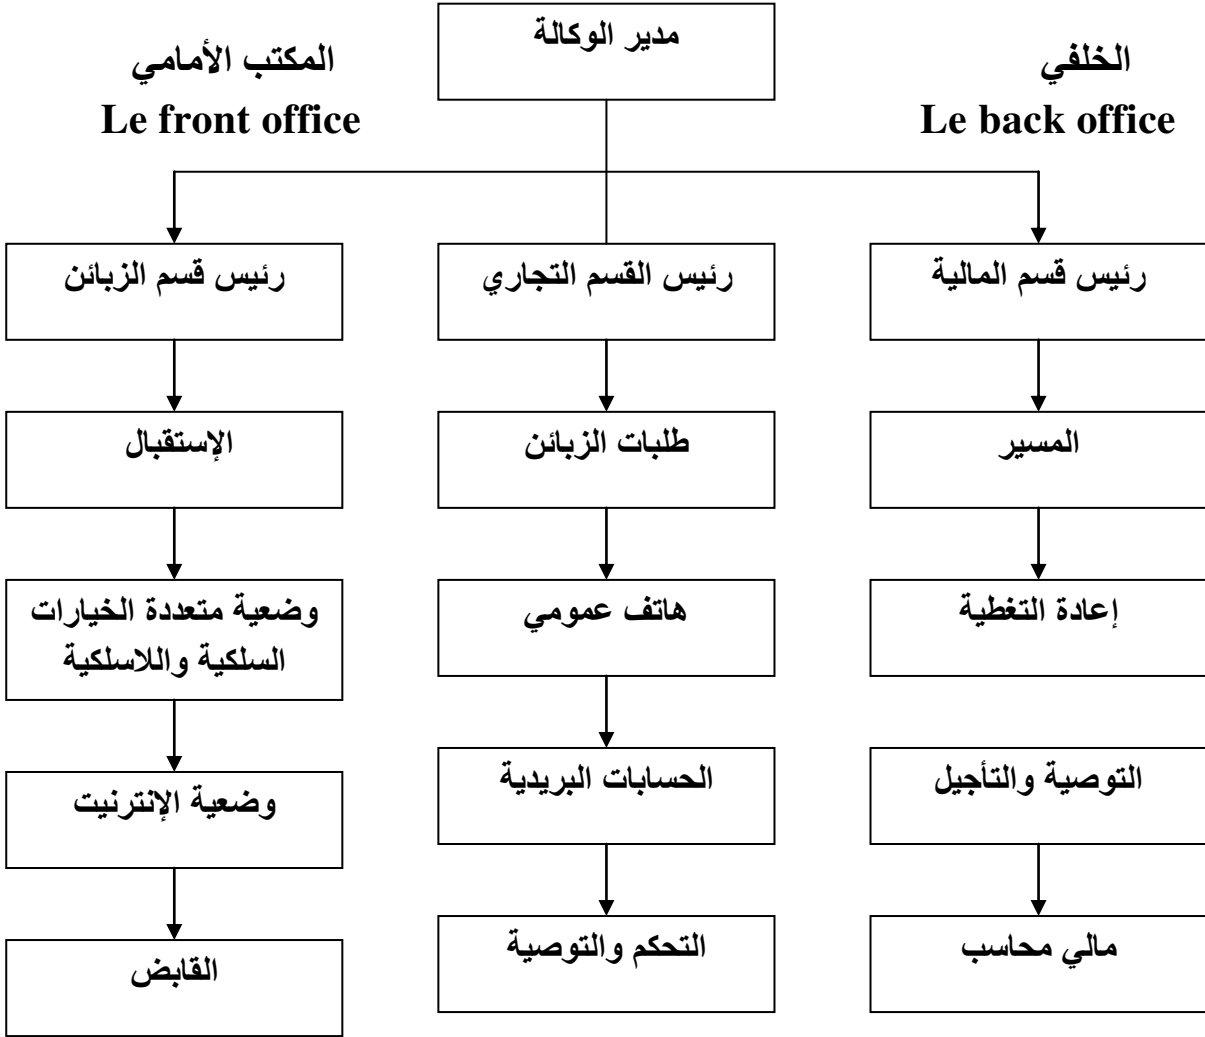 مدير الوكالة
الخلفي
Le back office
المكتب الأمامي
Le front office
رئيس قسم المالية
رئيس القسم التجاري
رئيس قسم الزبائن
المسير
طلبات الزبائن
الإستقبال
إعادة التغطية
هاتف عمومي
وضعية متعددة الخيارات
السلكية واللاسلكية
التوصية والتأجيل
الحسابات البريدية
وضعية الإنترنيت
مالي محاسب
التحكم والتوصية
القابض